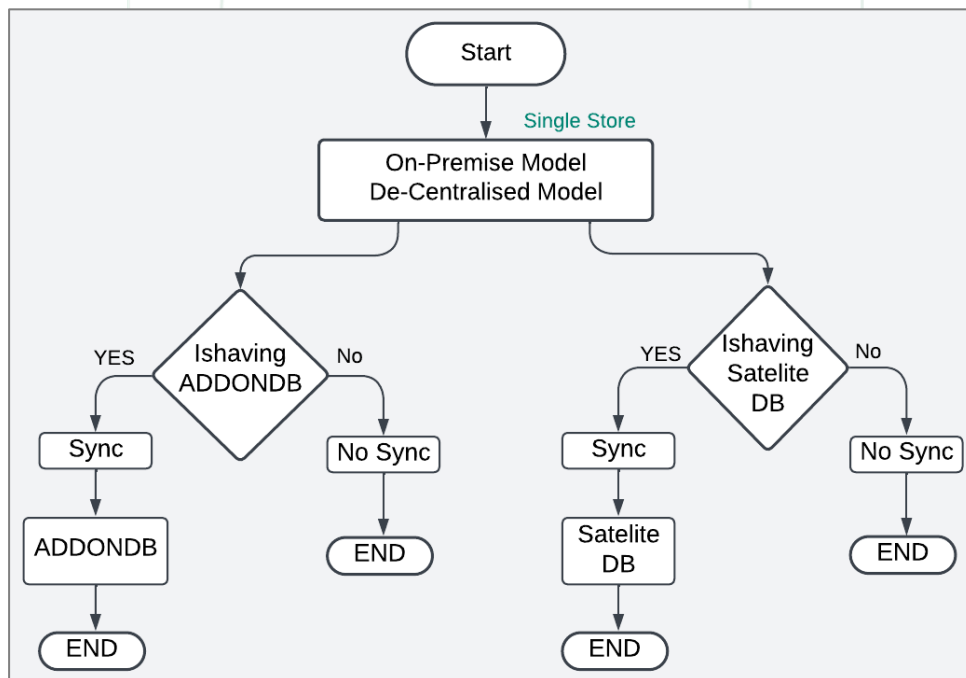 Start
Single Store
On-Premise Model
De-Centralised Model
Ishaving
ADDONDB
YES
No
Sync
No Sync
ADDONDB
END
END
Ishaving
Satelite
DB
YES
No
Sync
No Sync
Satelite
DB
END
END